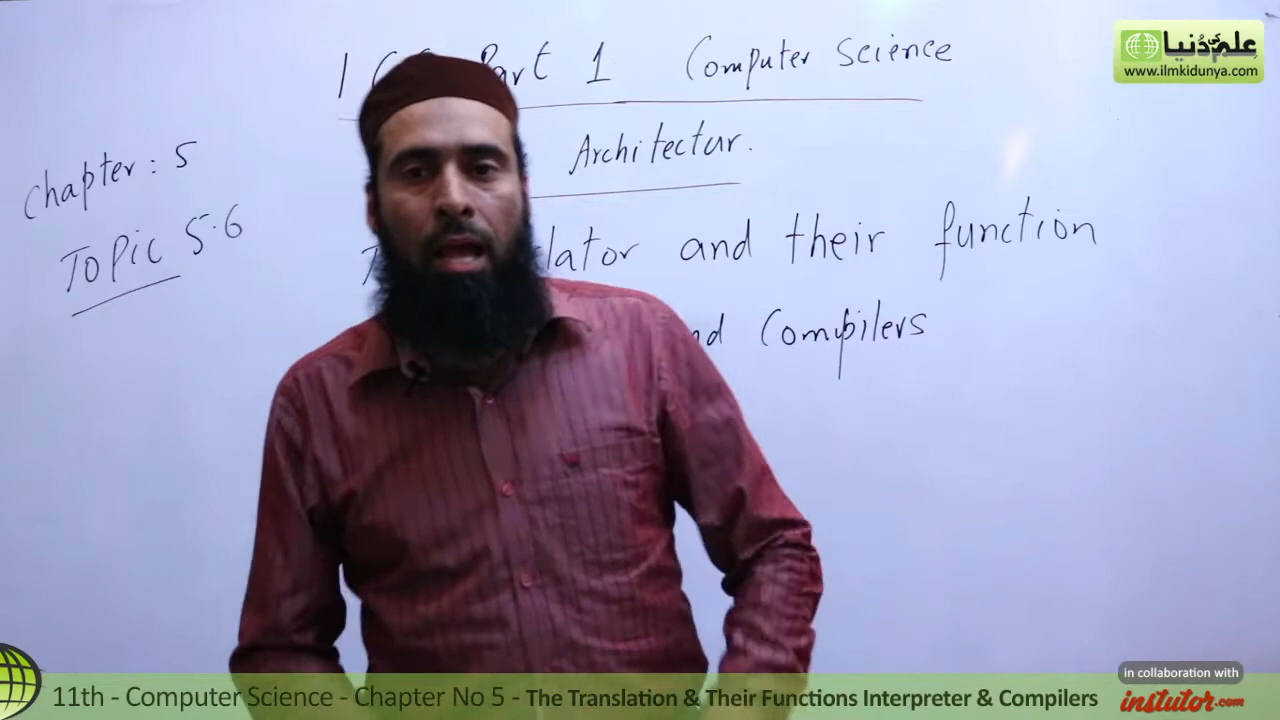 Part 1 Computer Science
Architectur.
Chapter : 5
Topic 5.6
lator and their function
nd Compilers
علم کی دُنیا
www.ilmkidunya.com
11th - Computer Science - Chapter No 5 - The Translation & Their Functions Interpreter & Compilers
in collaboration with
instutor.com